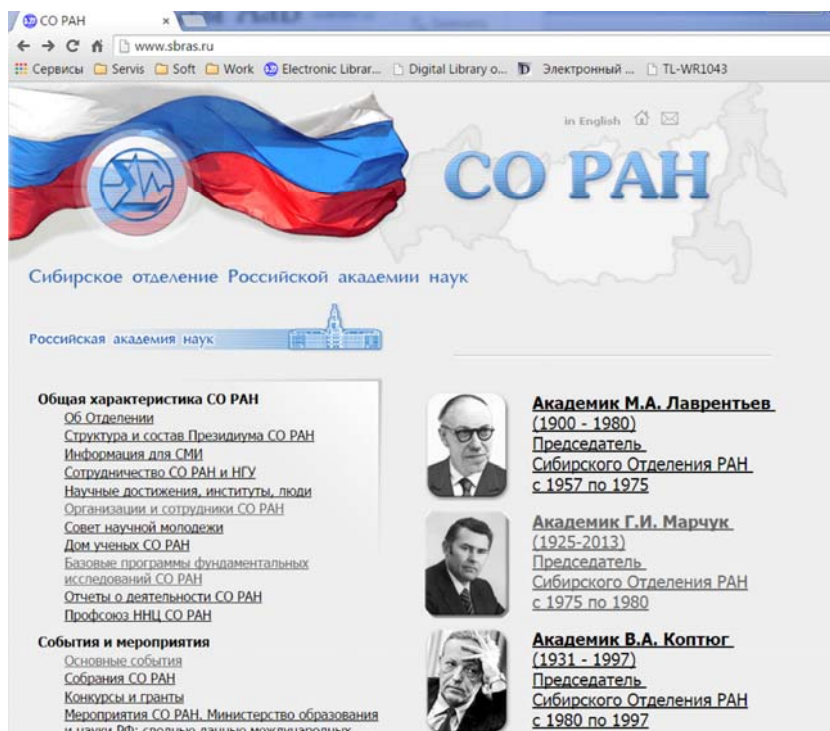 СО РАН
www.sbras.ru
Сервисы Servis Soft Work Electronic Librar... Digital Library o... Электронный ... TL-WR1043
in English
СО РАН
Сибирское отделение Российской академии наук
Российская академия наук
Общая характеристика СО РАН
Об Отделении
Структура и состав Президиума СО РАН
Информация для СМИ
Сотрудничество СО РАН и НГУ
Научные достижения, институты, люди
Организации и сотрудники СО РАН
Совет научной молодежи
Дом ученых СО РАН
Базовые программы фундаментальных
исследований СО РАН
Отчеты о деятельности СО РАН
Профсоюз ННЦ СО РАН
События и мероприятия
Основные события
Собрания СО РАН
Конкурсы и гранты
Мероприятия СО РАН. Министерство образования
и науки РФ: сводные данные международных
Академик М.А. Лаврентьев
(1900 - 1980)
Председатель
Сибирского Отделения РАН
с 1957 по 1975
Академик Г.И. Марчук
(1925-2013)
Председатель
Сибирского Отделения РАН
с 1975 по 1980
Академик В.А. Коптюг
(1931 - 1997)
Председатель
Сибирского Отделения РАН
с 1980 по 1997